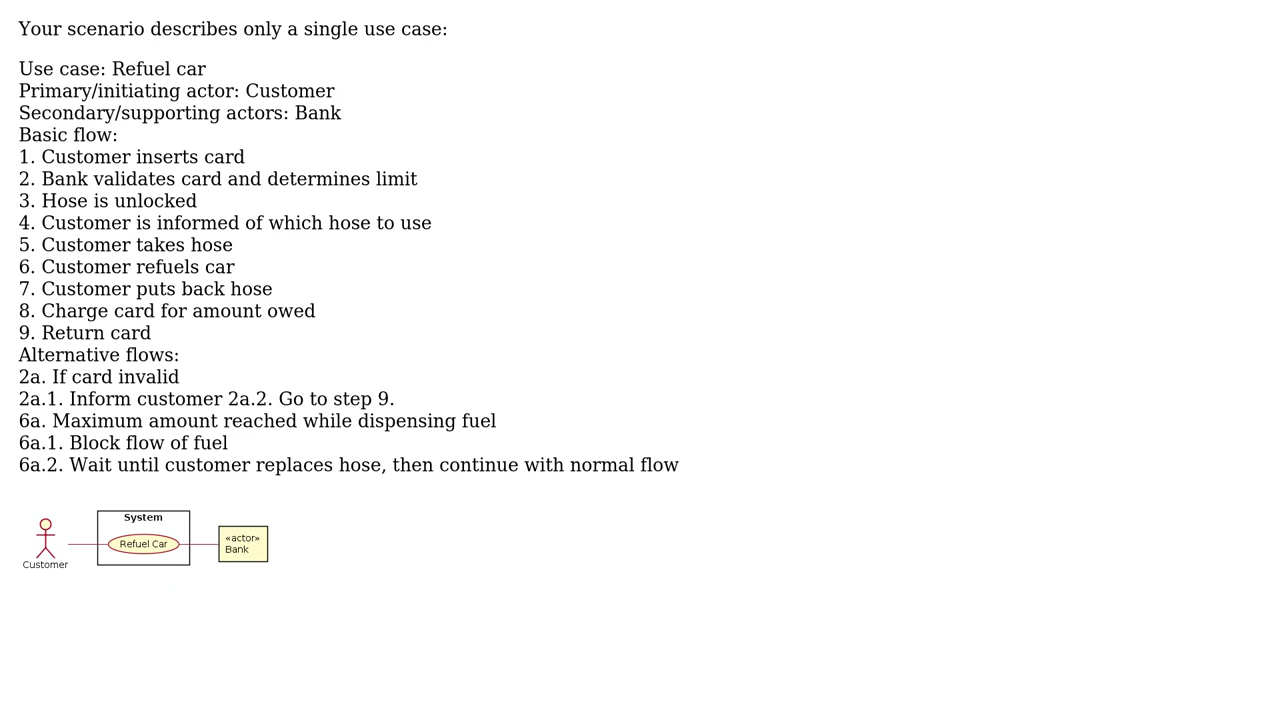 Your scenario describes only a single use case:
Use case: Refuel car
Primary/initiating actor: Customer
Secondary/supporting actors: Bank
Basic flow:
1. Customer inserts card
2. Bank validates card and determines limit
3. Hose is unlocked
4. Customer is informed of which hose to use
5. Customer takes hose
6. Customer refuels car
7. Customer puts back hose
8. Charge card for amount owed
9. Return card
Alternative flows:
2a. If card invalid
2a.1. Inform customer 2a.2. Go to step 9.
6a. Maximum amount reached while dispensing fuel
6a.1. Block flow of fuel
6a.2. Wait until customer replaces hose, then continue with normal flow
System
Refuel Car
«actor»
Bank
Customer